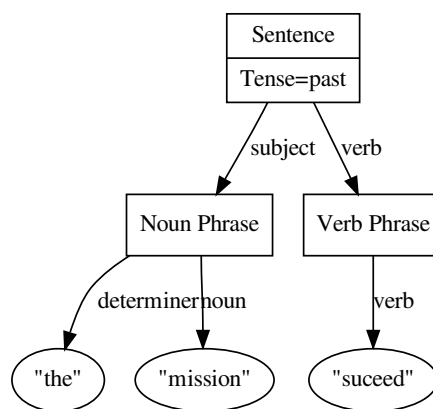 Sentence
Tense=past
subject verb
Noun Phrase Verb Phrase
determiner noun verb
"the" "mission" "suceed"